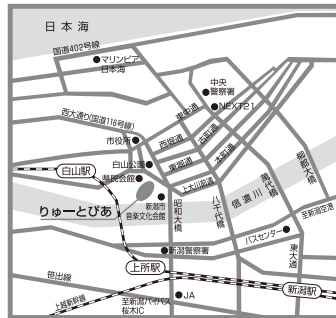 日本海
国道402号線
マリンピア
日本海
中央
警察署
NEXT21
西大通り(国道116号線)
東中通
市役所
西堀通
古町通
東堀通
本町通
白山公園
白山駅
県民会館
上大川前通
柳都大橋
萬代橋
信濃川
りゅーとぴあ
新潟市
音楽文化会館
昭和大橋
八千代橋
至新潟空港
バスセンター
東大通
新潟警察署
上所駅
笹出線
新潟駅
上越新幹線
至新潟バイパス
桜木IC
JA